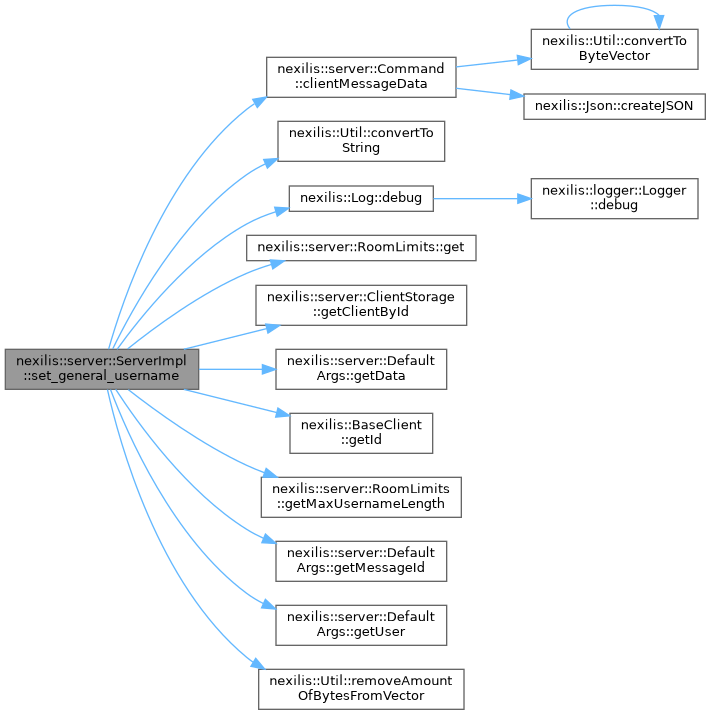 nexilis::server::ServerImpl
::set_general_username
nexilis::server::Command
::clientMessageData
nexilis::Util::convertTo
ByteVector
nexilis::Json::createJSON
nexilis::Util::convertTo
String
nexilis::Log::debug
nexilis::logger::Logger
::debug
nexilis::server::RoomLimits::get
nexilis::server::ClientStorage
::getClientById
nexilis::server::Default
Args::getData
nexilis::BaseClient
::getId
nexilis::server::RoomLimits
::getMaxUsernameLength
nexilis::server::Default
Args::getMessageId
nexilis::server::Default
Args::getUser
nexilis::Util::removeAmount
OfBytesFromVector